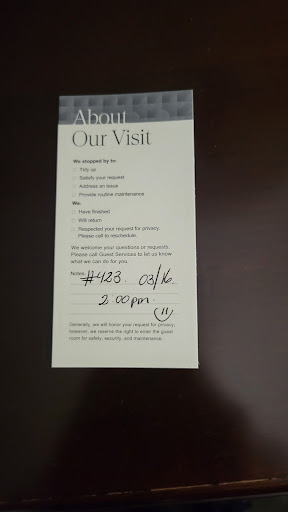 About
Our Visit
We stopped by to:
Tidy up
Satisfy your request
Address an issue
Provide routine maintenance
We:
Have finished
Will return
Respected your request for privacy.
Please call to reschedule.
We welcome your questions or requests.
Please call Guest Services to let us know
what we can do for you.
Notes: #423. 03/16.
2:00pm.
Generally, we will honor your request for privacy;
however, we reserve the right to enter the guest
room for safety, security, and maintenance.